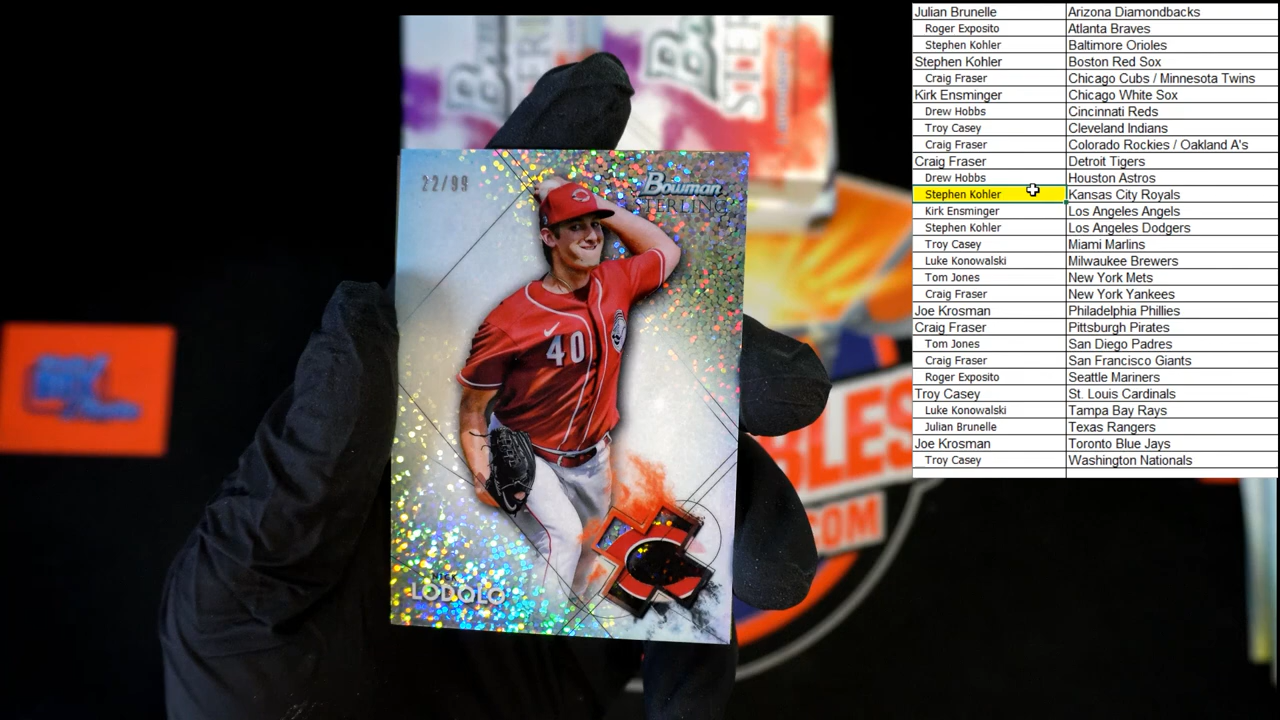 Julian Brunelle Arizona Diamondbacks
Roger Exposito Atlanta Braves
Stephen Kohler Baltimore Orioles
Stephen Kohler Boston Red Sox
Craig Fraser Chicago Cubs / Minnesota Twins
Kirk Ensminger Chicago White Sox
Drew Hobbs Cincinnati Reds
Troy Casey Cleveland Indians
Craig Fraser Colorado Rockies / Oakland A's
Craig Fraser Detroit Tigers
Drew Hobbs Houston Astros
Stephen Kohler Kansas City Royals
Kirk Ensminger Los Angeles Angels
Stephen Kohler Los Angeles Dodgers
Troy Casey Miami Marlins
Luke Konowalski Milwaukee Brewers
Tom Jones New York Mets
Craig Fraser New York Yankees
Joe Krosman Philadelphia Phillies
Craig Fraser Pittsburgh Pirates
Tom Jones San Diego Padres
Craig Fraser San Francisco Giants
Roger Exposito Seattle Mariners
Troy Casey St. Louis Cardinals
Luke Konowalski Tampa Bay Rays
Julian Brunelle Texas Rangers
Joe Krosman Toronto Blue Jays
Troy Casey Washington Nationals
22/99
Bowman
STERLING
40
NICK
LODOLO
BLES
.COM